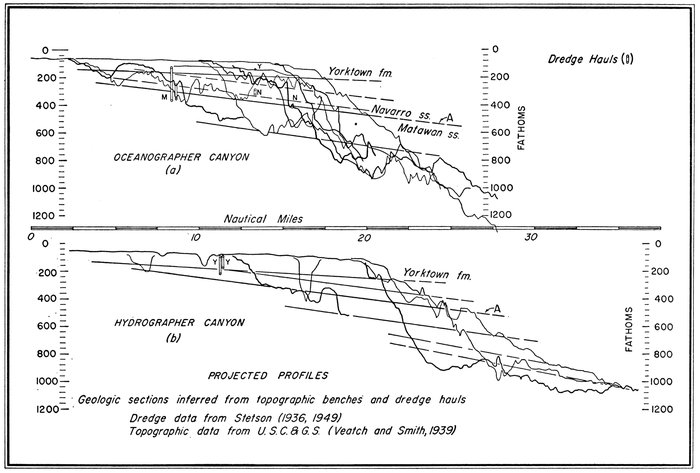 0
200
400
600
800
1000
1200
0
200
400
600
800
1000
1200
FATHOMS
Dredge Hauls (▯)
Y
Yorktown fm.
M
N
N
Navarro ss.
A
Matawan ss.
OCEANOGRAPHER CANYON
(a)
Nautical Miles
0
10
20
30
0
200
400
600
800
1000
1200
0
200
400
600
800
1000
1200
FATHOMS
Y
Y
Yorktown fm.
A
HYDROGRAPHER CANYON
(b)
PROJECTED PROFILES
Geologic sections inferred from topographic benches and dredge hauls
Dredge data from Stetson (1936, 1949)
Topographic data from U.S.C.&G.S. (Veatch and Smith, 1939)